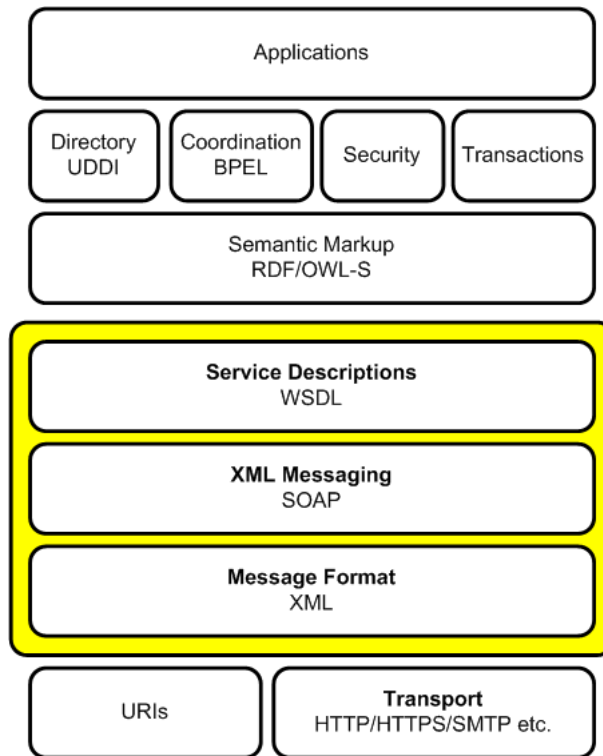 Applications
Directory
UDDI
Coordination
BPEL
Security
Transactions
Semantic Markup
RDF/OWL-S
Service Descriptions
WSDL
XML Messaging
SOAP
Message Format
XML
URIs
Transport
HTTP/HTTPS/SMTP etc.